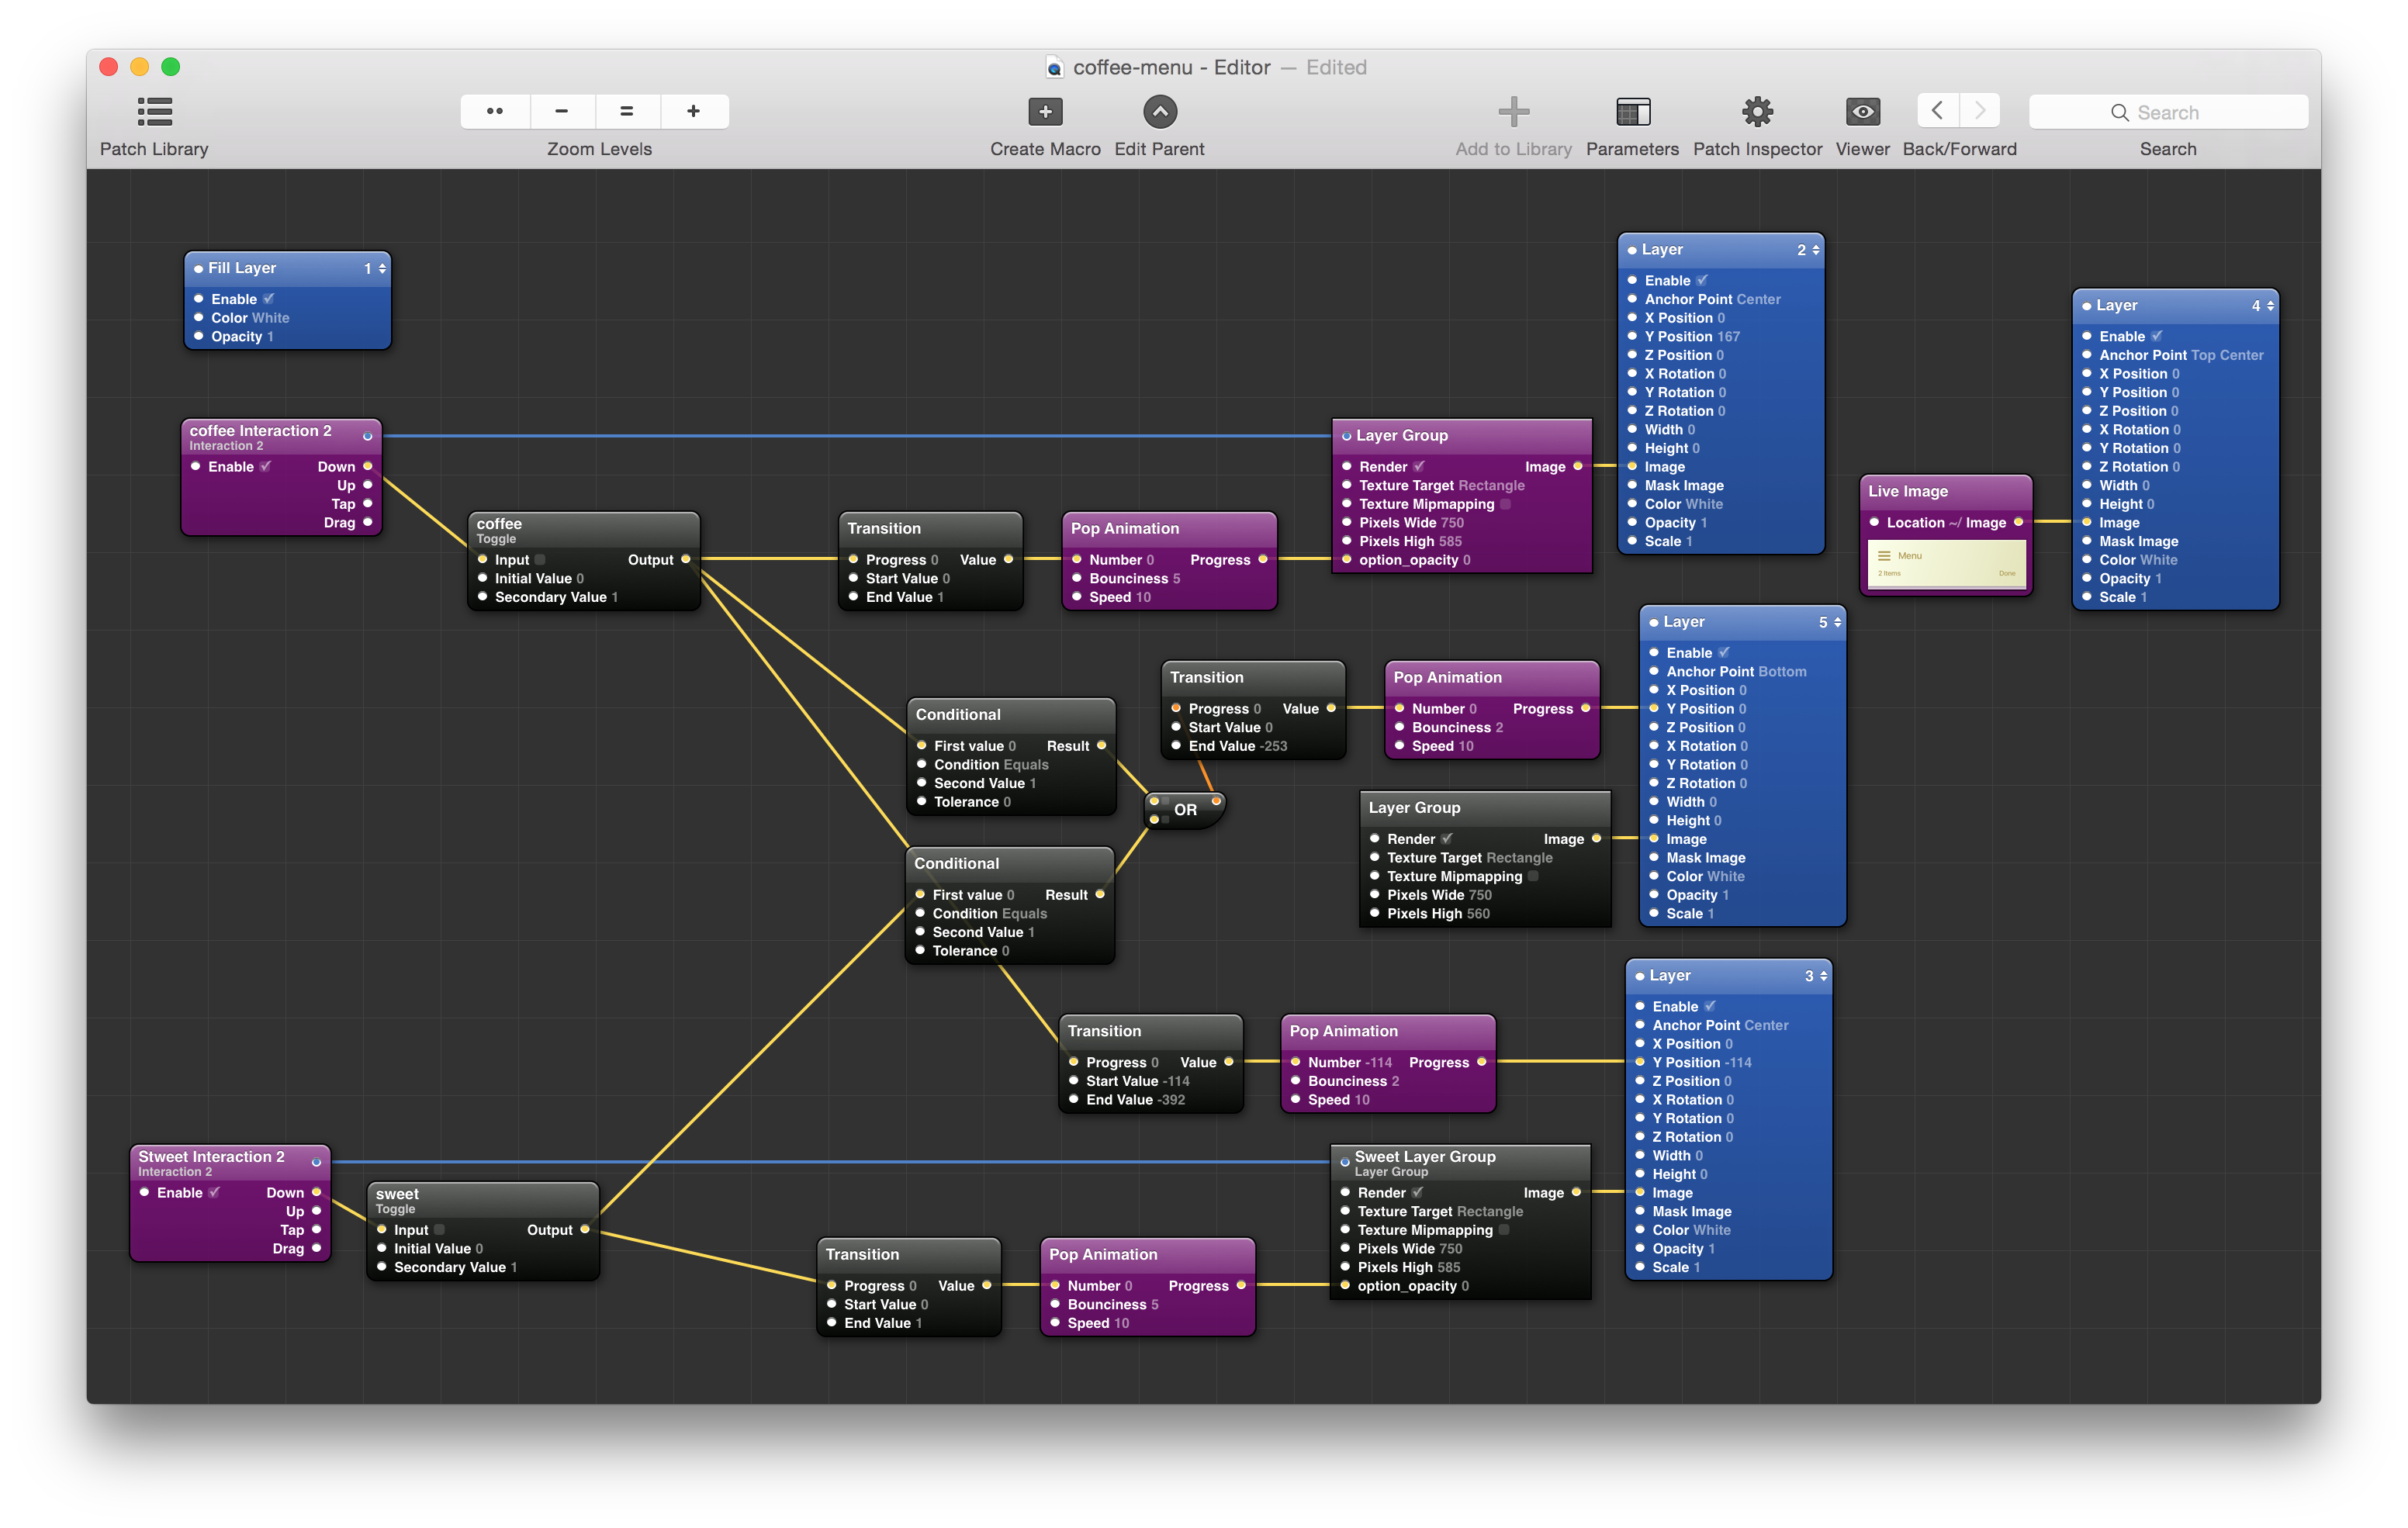 coffee-menu - Editor — Edited
Patch Library
Zoom Levels
Create Macro
Edit Parent
Add to Library
Parameters
Patch Inspector
Viewer
Back/Forward
Search
Search
Fill Layer 1
Enable
Color White
Opacity 1
coffee Interaction 2
Interaction 2
Enable Down
Up
Tap
Drag
coffee
Toggle
Input Output
Initial Value 0
Secondary Value 1
Transition
Progress 0 Value
Start Value 0
End Value 1
Pop Animation
Number 0 Progress
Bounciness 5
Speed 10
Layer Group
Render Image
Texture Target Rectangle
Texture Mipmapping
Pixels Wide 750
Pixels High 585
option_opacity 0
Layer 2
Enable
Anchor Point Center
X Position 0
Y Position 167
Z Position 0
X Rotation 0
Y Rotation 0
Z Rotation 0
Width 0
Height 0
Image
Mask Image
Color White
Opacity 1
Scale 1
Live Image
Location ~/ Image
Menu
2 Items Done
Layer 4
Enable
Anchor Point Top Center
X Position 0
Y Position 0
Z Position 0
X Rotation 0
Y Rotation 0
Z Rotation 0
Width 0
Height 0
Image
Mask Image
Color White
Opacity 1
Scale 1
Conditional
First value 0 Result
Condition Equals
Second Value 1
Tolerance 0
Conditional
First value 0 Result
Condition Equals
Second Value 1
Tolerance 0
OR
Transition
Progress 0 Value
Start Value 0
End Value -253
Pop Animation
Number 0 Progress
Bounciness 2
Speed 10
Layer Group
Render Image
Texture Target Rectangle
Texture Mipmapping
Pixels Wide 750
Pixels High 560
Layer 5
Enable
Anchor Point Bottom
X Position 0
Y Position 0
Z Position 0
X Rotation 0
Y Rotation 0
Z Rotation 0
Width 0
Height 0
Image
Mask Image
Color White
Opacity 1
Scale 1
Transition
Progress 0 Value
Start Value -114
End Value -392
Pop Animation
Number -114 Progress
Bounciness 2
Speed 10
Layer 3
Enable
Anchor Point Center
X Position 0
Y Position -114
Z Position 0
X Rotation 0
Y Rotation 0
Z Rotation 0
Width 0
Height 0
Image
Mask Image
Color White
Opacity 1
Scale 1
Stweet Interaction 2
Interaction 2
Enable Down
Up
Tap
Drag
sweet
Toggle
Input Output
Initial Value 0
Secondary Value 1
Transition
Progress 0 Value
Start Value 0
End Value 1
Pop Animation
Number 0 Progress
Bounciness 5
Speed 10
Sweet Layer Group
Layer Group
Render Image
Texture Target Rectangle
Texture Mipmapping
Pixels Wide 750
Pixels High 585
option_opacity 0